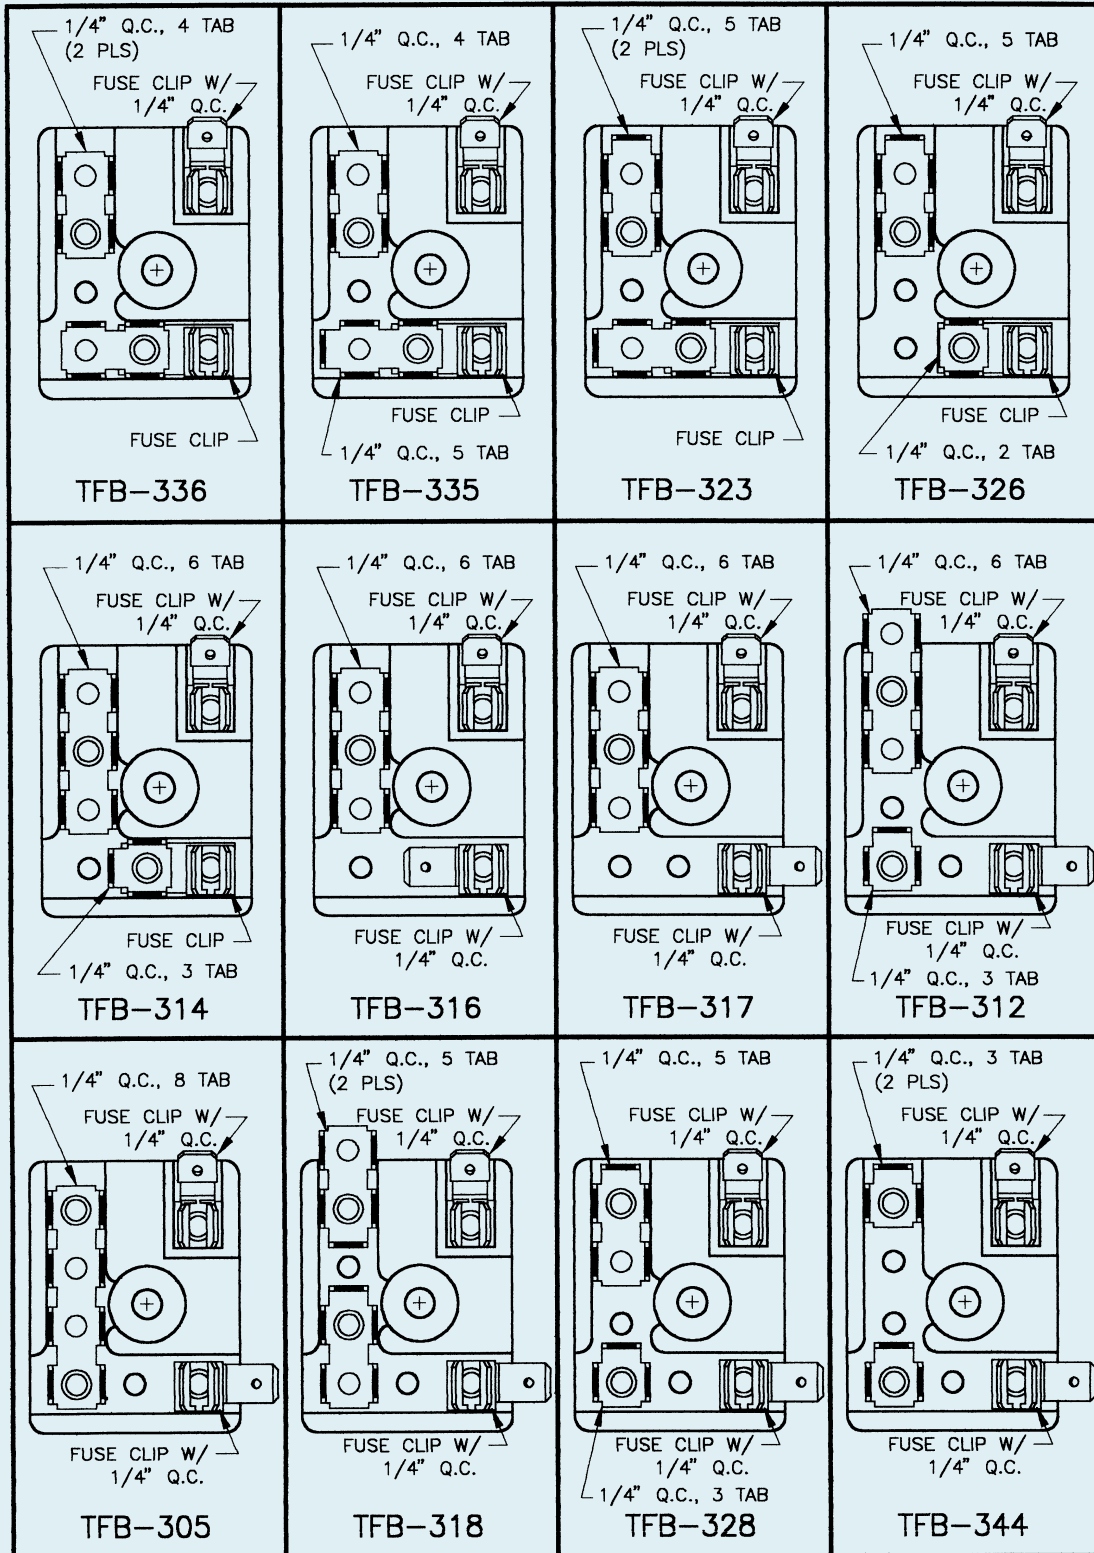 1/4" Q.C., 4 TAB
(2 PLS)
FUSE CLIP W/
1/4" Q.C.
FUSE CLIP
TFB-336
1/4" Q.C., 4 TAB
FUSE CLIP W/
1/4" Q.C.
FUSE CLIP
1/4" Q.C., 5 TAB
TFB-335
1/4" Q.C., 5 TAB
(2 PLS)
FUSE CLIP W/
1/4" Q.C.
FUSE CLIP
TFB-323
1/4" Q.C., 5 TAB
FUSE CLIP W/
1/4" Q.C.
FUSE CLIP
1/4" Q.C., 2 TAB
TFB-326
1/4" Q.C., 6 TAB
FUSE CLIP W/
1/4" Q.C.
FUSE CLIP
1/4" Q.C., 3 TAB
TFB-314
1/4" Q.C., 6 TAB
FUSE CLIP W/
1/4" Q.C.
FUSE CLIP W/
1/4" Q.C.
TFB-316
1/4" Q.C., 6 TAB
FUSE CLIP W/
1/4" Q.C.
FUSE CLIP W/
1/4" Q.C.
TFB-317
1/4" Q.C., 6 TAB
FUSE CLIP W/
1/4" Q.C.
FUSE CLIP W/
1/4" Q.C.
1/4" Q.C., 3 TAB
TFB-312
1/4" Q.C., 8 TAB
FUSE CLIP W/
1/4" Q.C.
FUSE CLIP W/
1/4" Q.C.
TFB-305
1/4" Q.C., 5 TAB
(2 PLS)
FUSE CLIP W/
1/4" Q.C.
FUSE CLIP W/
1/4" Q.C.
TFB-318
1/4" Q.C., 5 TAB
FUSE CLIP W/
1/4" Q.C.
FUSE CLIP W/
1/4" Q.C.
1/4" Q.C., 3 TAB
TFB-328
1/4" Q.C., 3 TAB
(2 PLS)
FUSE CLIP W/
1/4" Q.C.
FUSE CLIP W/
1/4" Q.C.
TFB-344